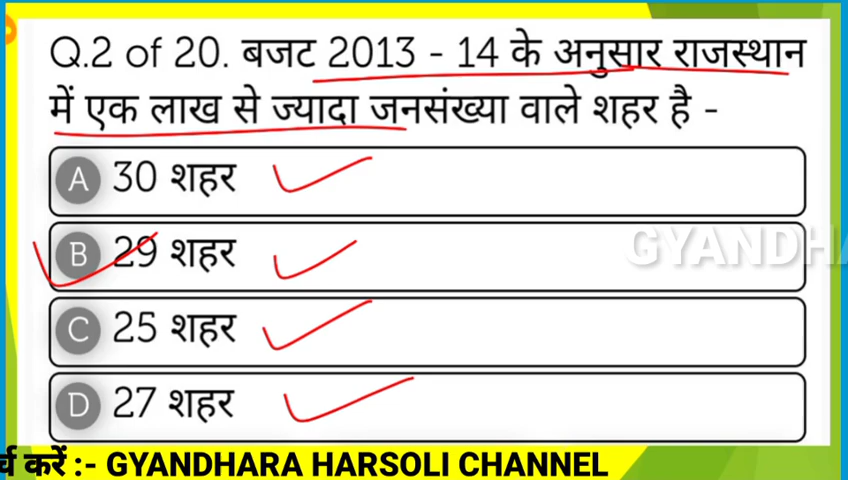 Q.2 of 20. बजट 2013 - 14 के अनुसार राजस्थान
में एक लाख से ज्यादा जनसंख्या वाले शहर है -
A 30 शहर
B 29 शहर
GYANDHA
C 25 शहर
D 27 शहर
र्च करें :- GYANDHARA HARSOLI CHANNEL